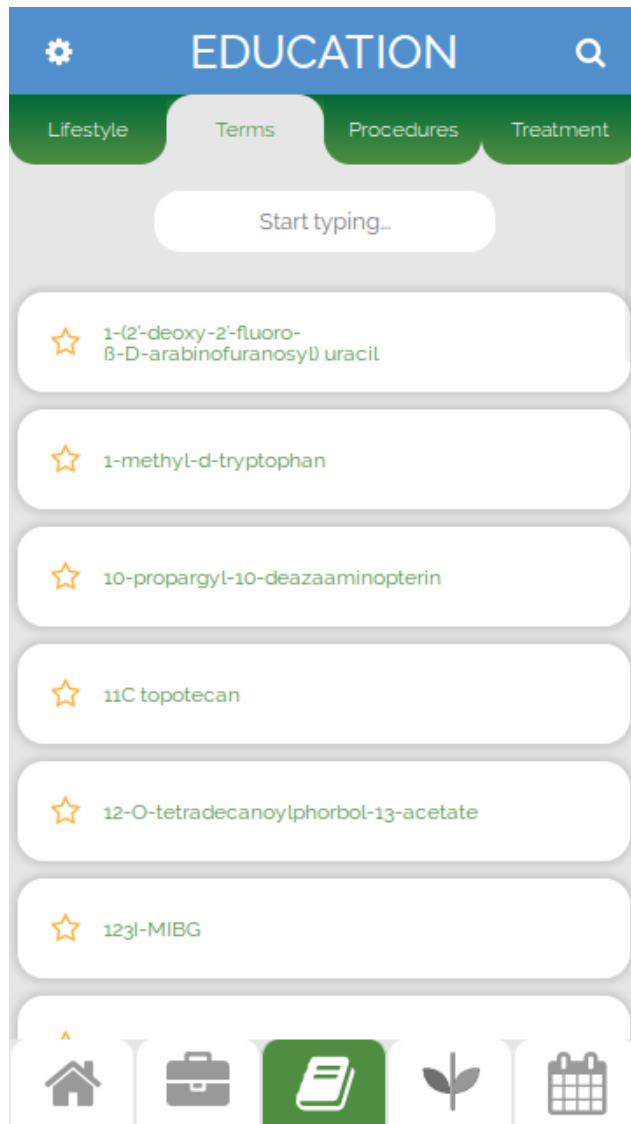 EDUCATION
Lifestyle
Terms
Procedures
Treatment
Start typing...
1-(2'-deoxy-2'-fluoro-
ß-D-arabinofuranosyl) uracil
1-methyl-d-tryptophan
10-propargyl-10-deazaaminopterin
11C topotecan
12-O-tetradecanoylphorbol-13-acetate
123I-MIBG